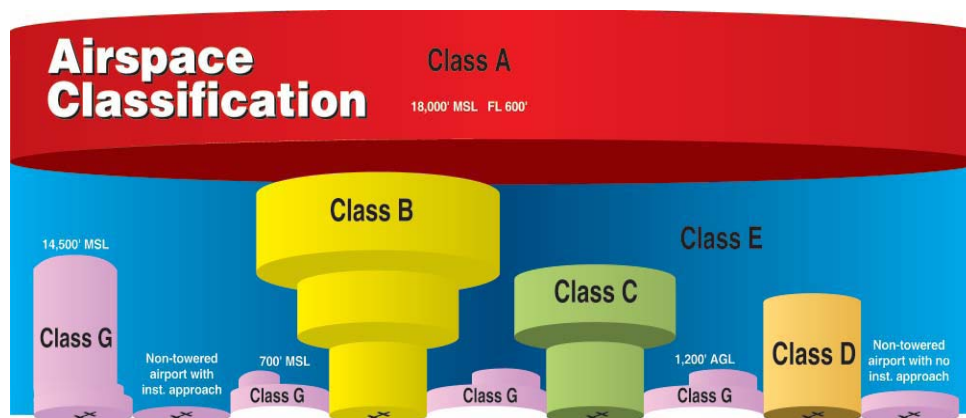 Airspace
Classification
Class A
18,000' MSL   FL 600'
Class B
14,500' MSL
Class E
Class C
Class G
Non-towered
airport with
inst. approach
700' MSL
Class G
Class G
1,200' AGL
Class G
Class D
Non-towered
airport with no
inst. approach